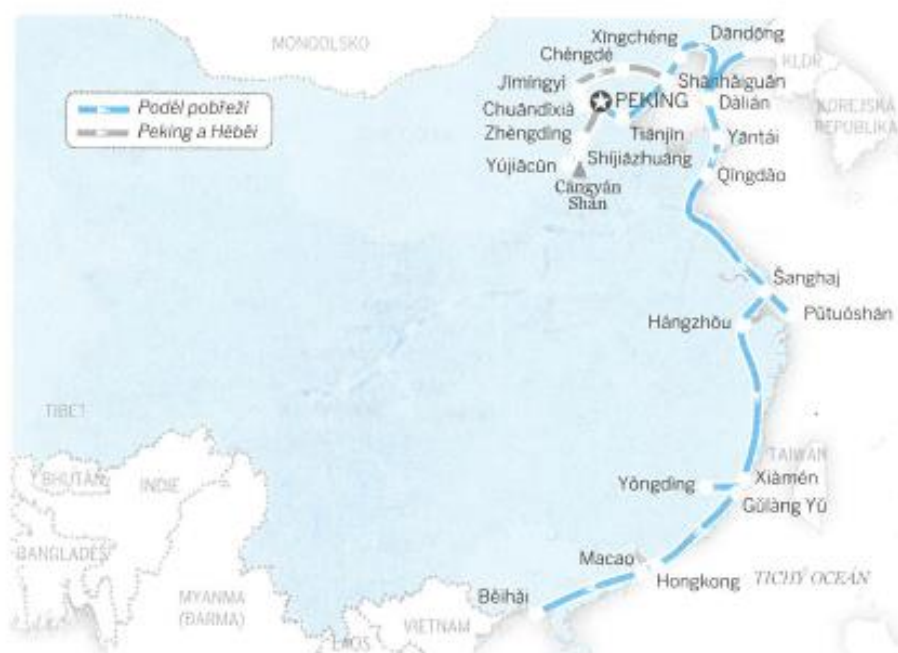 MONGOLSKO
Xīngchéng
Dāndōng
Chéngdé
KLDR
Jīmíngyì
Shānhǎiguān
Podél pobřeží
Peking a Héběi
Chuāndǐxià
PEKING
Dàlián
KOREJSKÁ
REPUBLIKA
Zhèngdìng
Tiānjīn
Yāntái
Yújiācūn
Shíjiāzhuāng
Qīngdǎo
Cāngyán
Shān
Šanghaj
Hángzhōu
Pǔtuóshān
TIBET
TAIWAN
BHÚTÁN
INDIE
Yǒngdìng
Xiàmén
Gǔlàng Yǔ
BANGLADÉŠ
Macao
Hongkong
TICHÝ OCEÁN
MYANMA
(BARMA)
Běihǎi
VIETNAM
LAOS